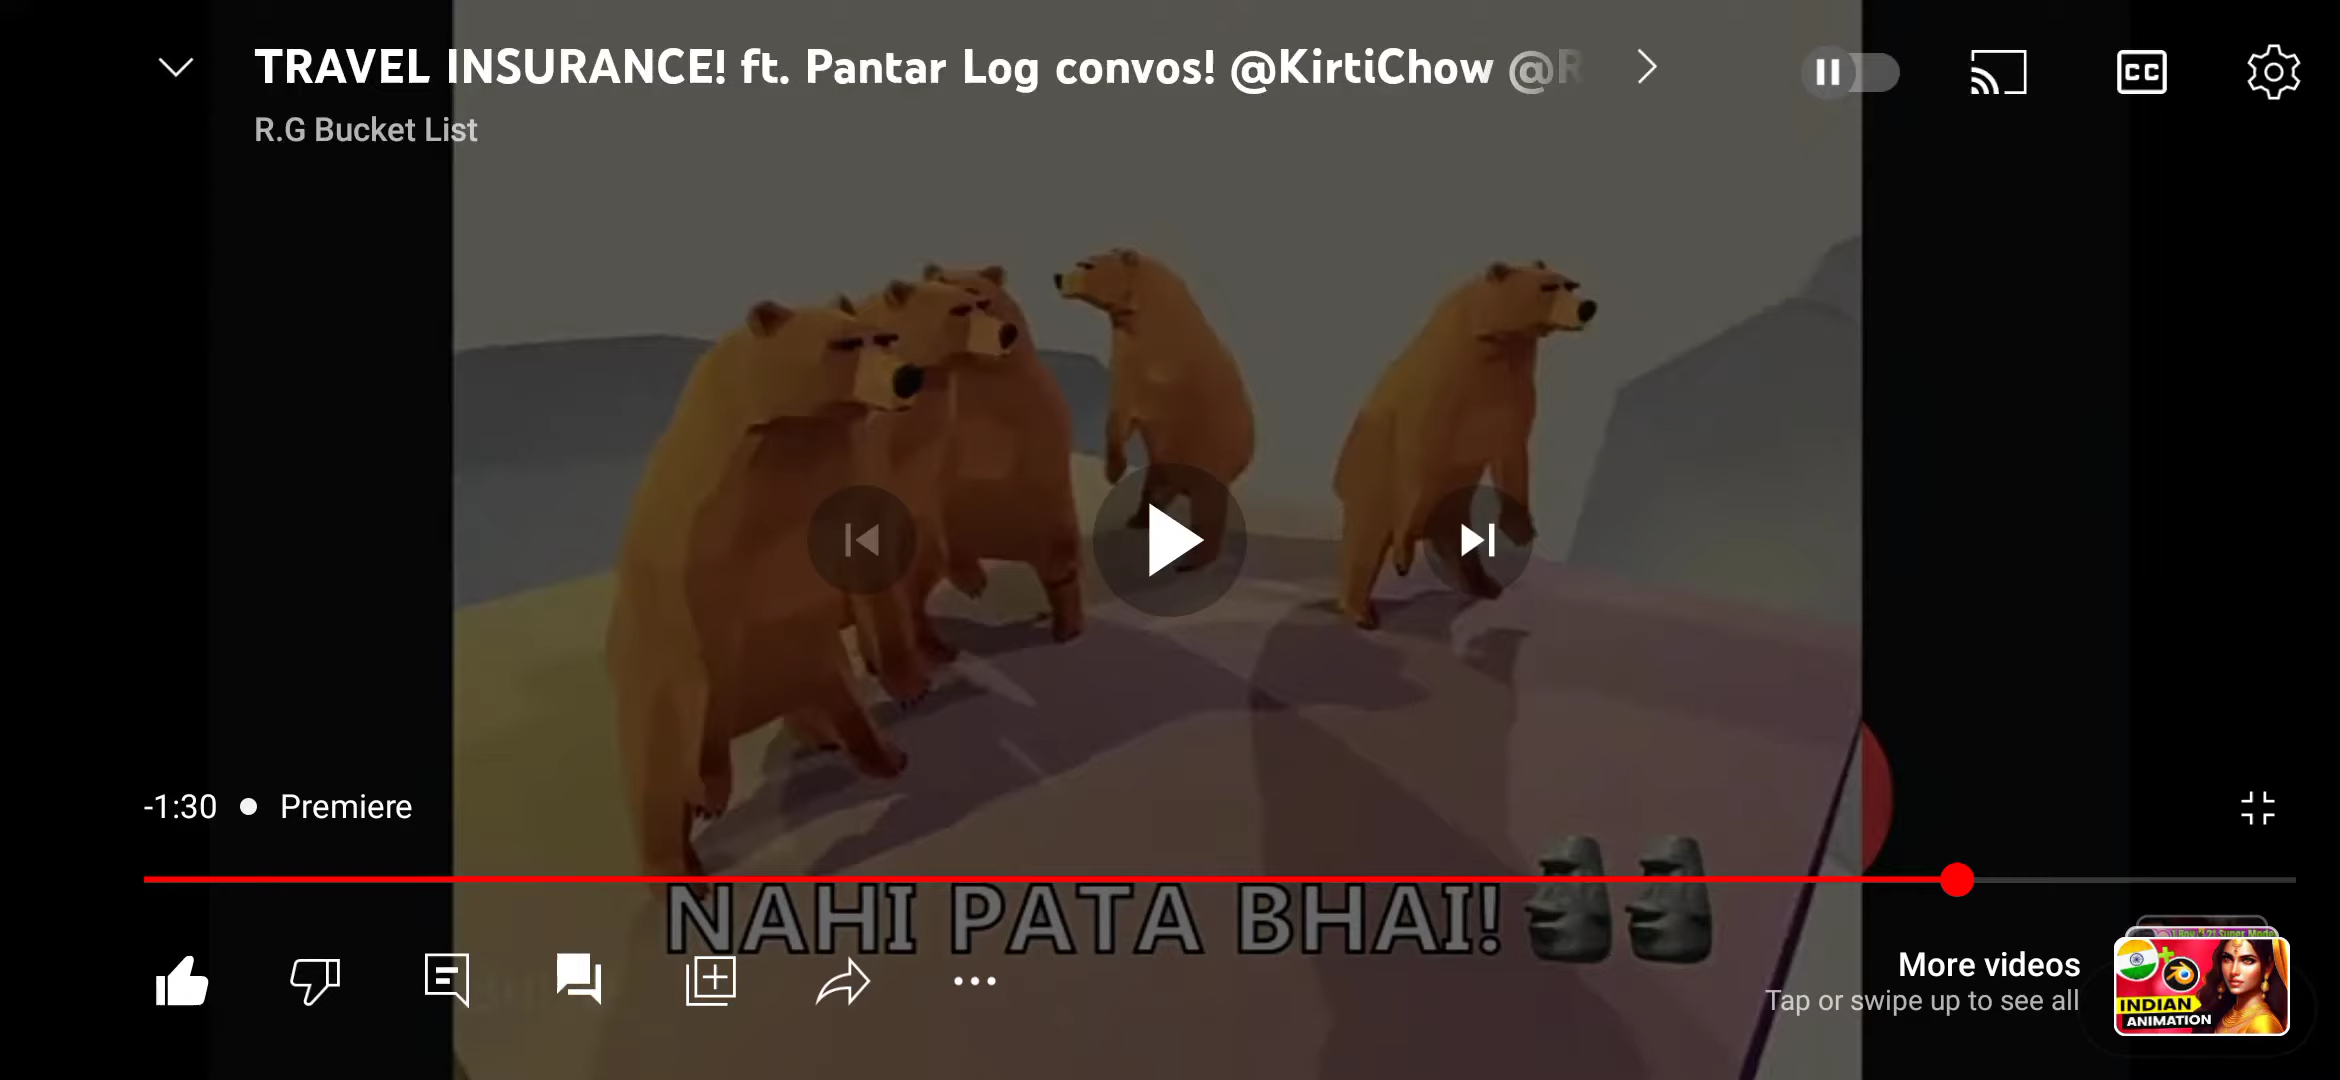 TRAVEL INSURANCE! ft. Pantar Log convos! @KirtiChow @R
R.G Bucket List
CC
-1:30 ● Premiere
NAHI PATA BHAI!
More videos
Tap or swipe up to see all
INDIAN
ANIMATION